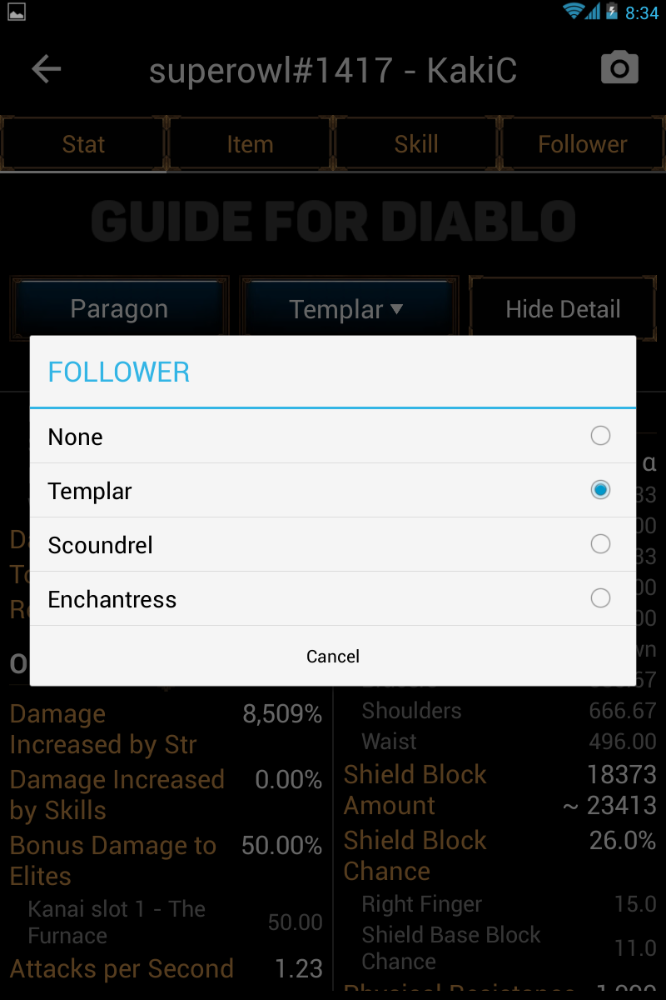 8:34
superowl#1417 - KakiC
Stat
Item
Skill
Follower
GUIDE FOR DIABLO
Paragon
Templar
Hide Detail
FOLLOWER
None
Templar
Scoundrel
Enchantress
Cancel
Damage 8,509%
Increased by Str
Damage Increased 0.00%
by Skills
Bonus Damage to 50.00%
Elites
Kanai slot 1 - The
Furnace 50.00
Attacks per Second 1.23
Shoulders 666.67
Waist 496.00
Shield Block 18373
Amount ~ 23413
Shield Block 26.0%
Chance
Right Finger 15.0
Shield Base Block
Chance 11.0
Physical Resistance